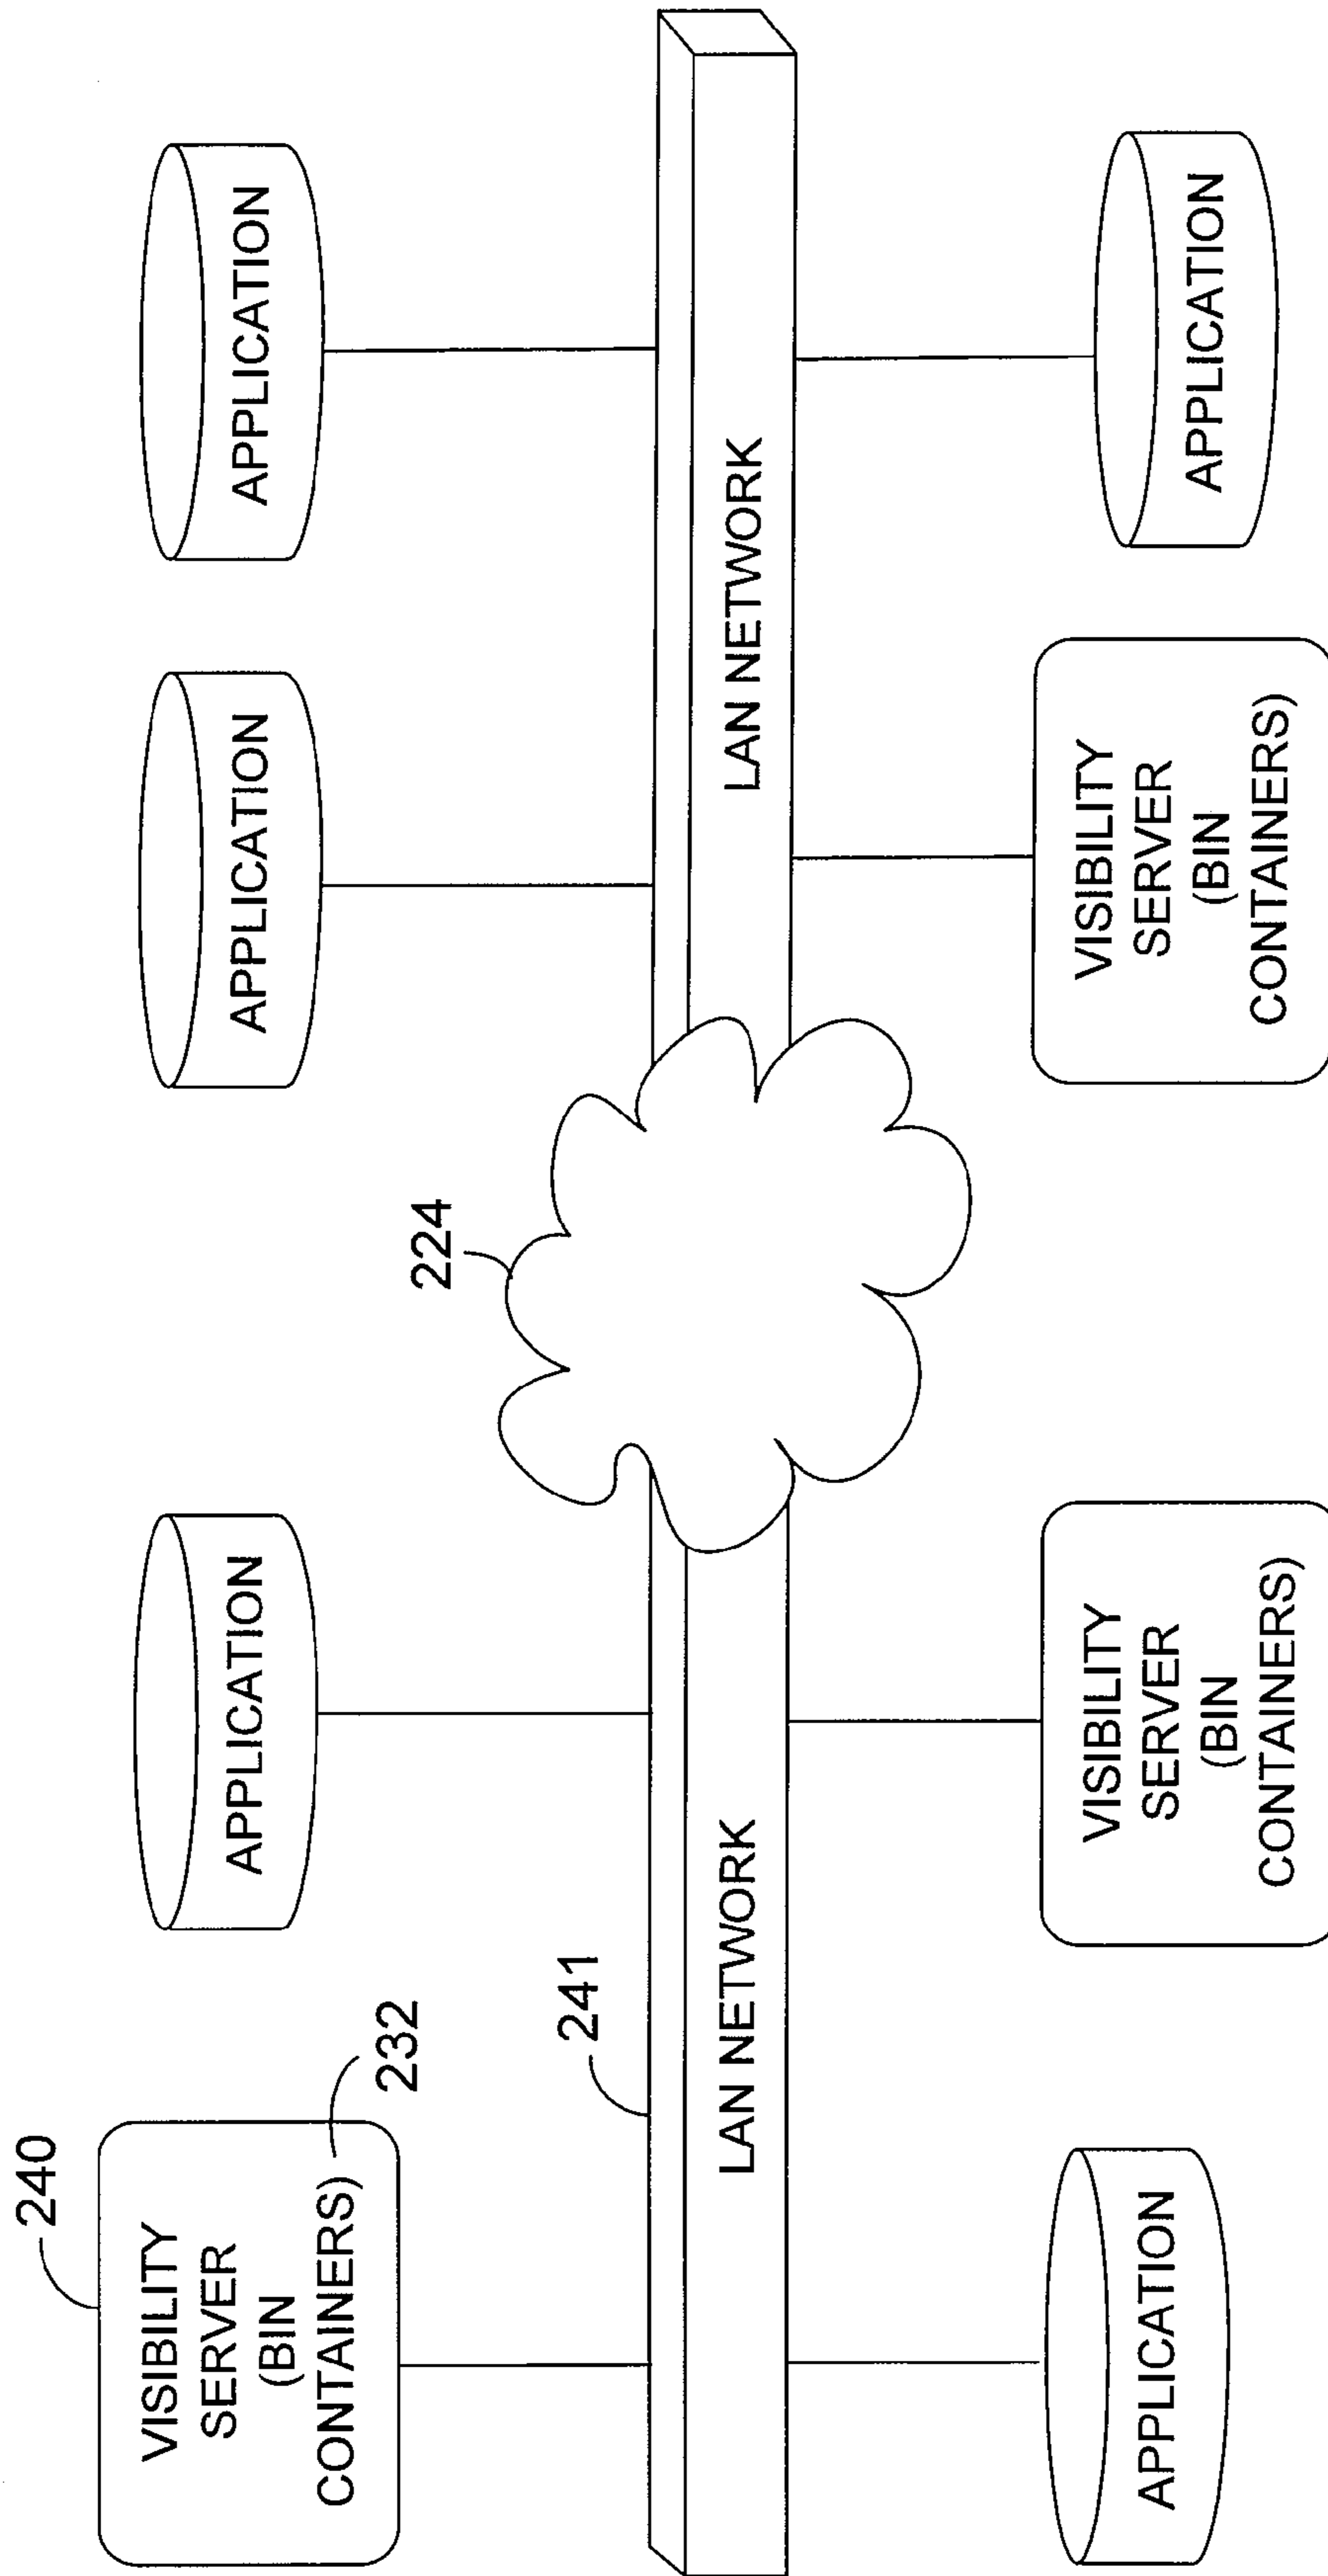 240
VISIBILITY
SERVER
(BIN
CONTAINERS)
232
APPLICATION
APPLICATION
APPLICATION
224
241
LAN NETWORK
LAN NETWORK
APPLICATION
VISIBILITY
SERVER
(BIN
CONTAINERS)
VISIBILITY
SERVER
(BIN
CONTAINERS)
APPLICATION